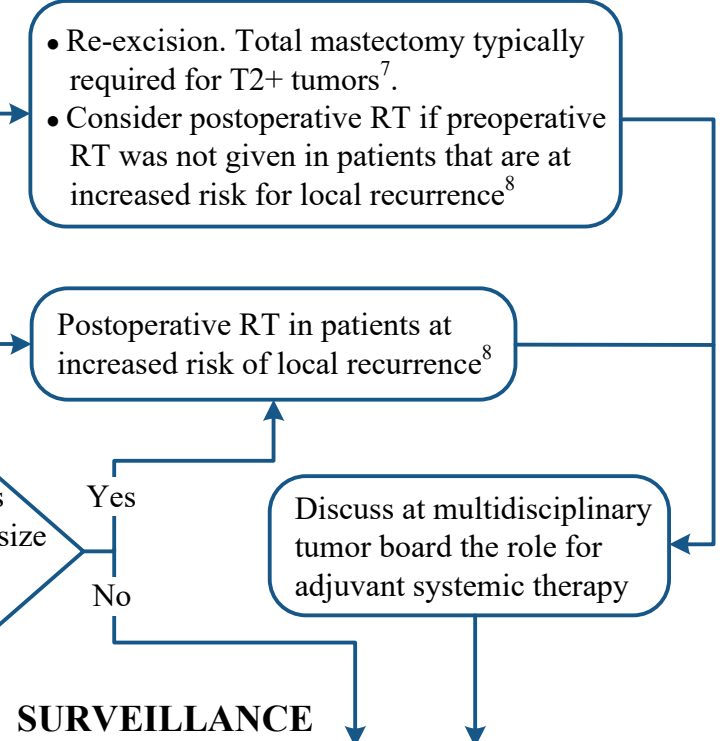 • Re-excision. Total mastectomy typically
required for T2+ tumors⁷.
• Consider postoperative RT if preoperative
RT was not given in patients that are at
increased risk for local recurrence⁸
Postoperative RT in patients at
increased risk of local recurrence⁸
Yes
size
No
Discuss at multidisciplinary
tumor board the role for
adjuvant systemic therapy
SURVEILLANCE